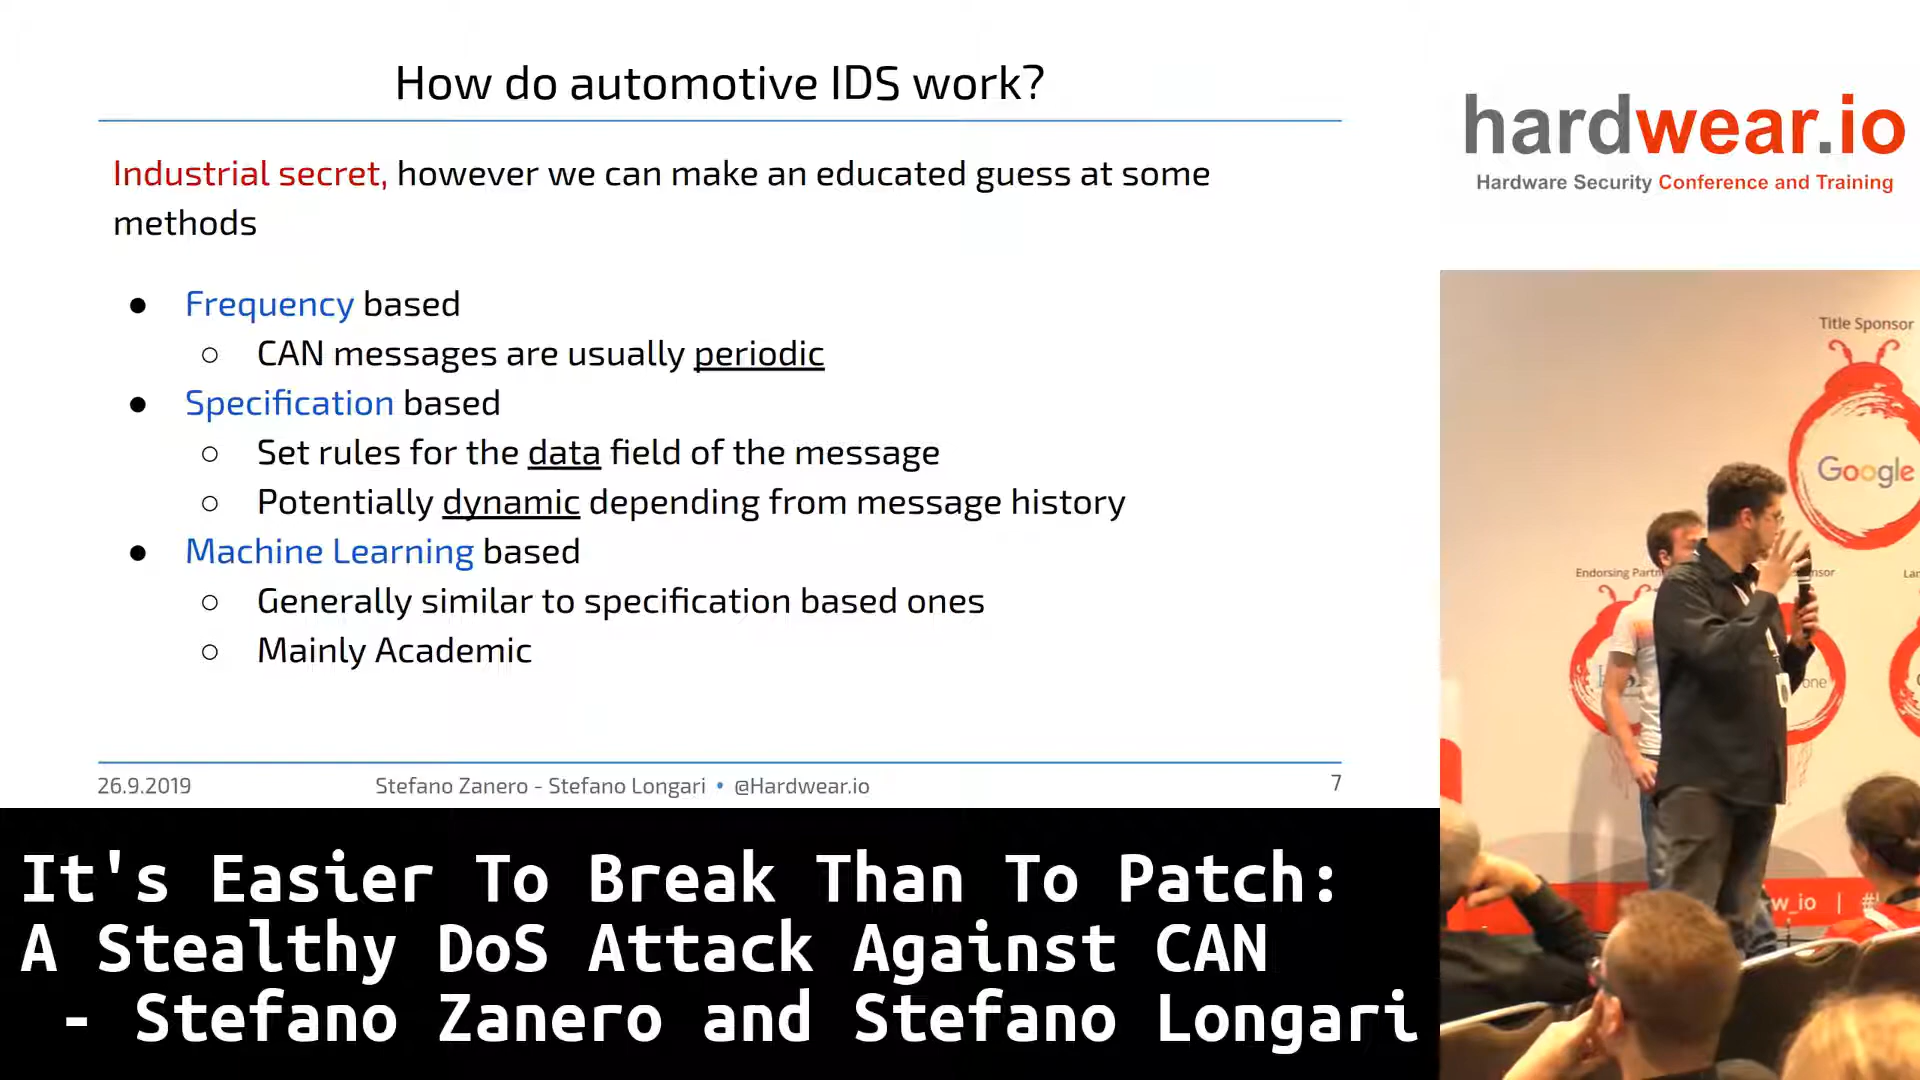 How do automotive IDS work?
Industrial secret, however we can make an educated guess at some
methods
● Frequency based
○ CAN messages are usually periodic
● Specification based
○ Set rules for the data field of the message
○ Potentially dynamic depending from message history
● Machine Learning based
○ Generally similar to specification based ones
○ Mainly Academic
26.9.2019
Stefano Zanero - Stefano Longari • @Hardwear.io
7
hardwear.io
Hardware Security Conference and Training
Title Sponsor
Google
Endorsing
w_io |
It's Easier To Break Than To Patch:
A Stealthy DoS Attack Against CAN
- Stefano Zanero and Stefano Longari